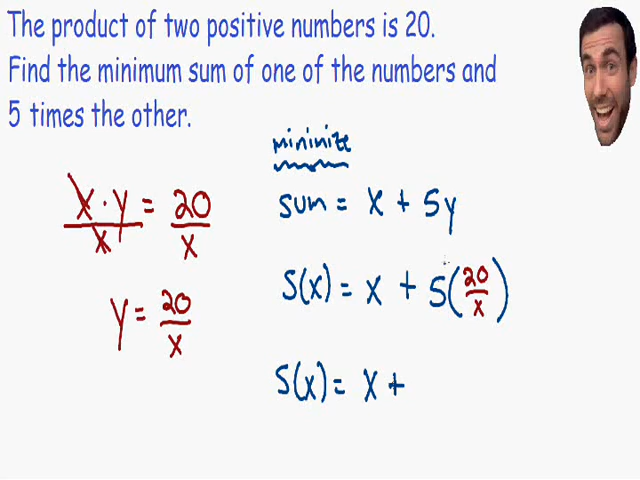 The product of two positive numbers is 20.
Find the minimum sum of one of the numbers and
5 times the other.
mininize
x · y / x = 20 / x
sum = x + 5y
S(x) = x + 5(20/x)
y = 20/x
S(x) = x +